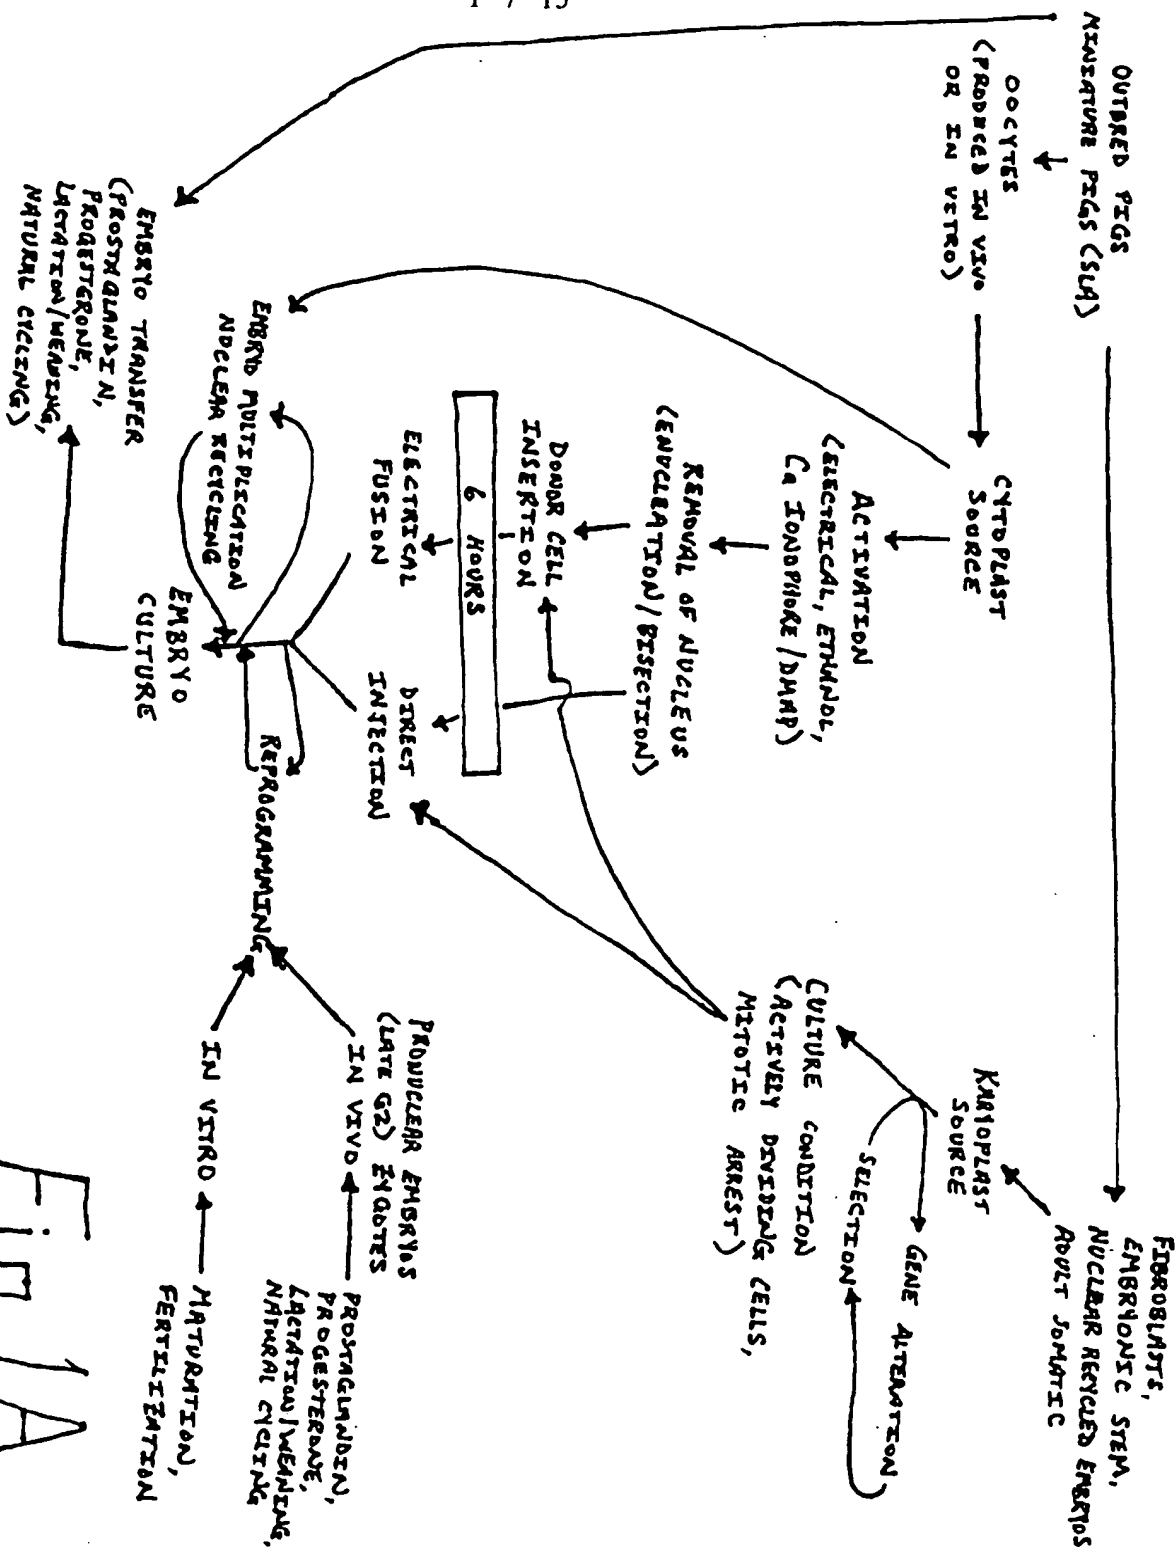 1 / 15
OUTBRED PIGS
MINIATURE PIGS (SLA)
OOCYTES
(PRODUCED IN VIVO
OR IN VITRO)
CYTOPLAST
SOURCE
ACTIVATION
(ELECTRICAL, ETHANOL,
Ca IONOPHORE/DMAP)
REMOVAL OF NUCLEUS
(ENUCLEATION/BISECTION)
DONOR CELL
INSERTION
6 HOURS
ELECTRICAL
FUSION
DIRECT
INJECTION
EMBRYO MULTIPLICATION
NUCLEAR RECYCLING
EMBRYO
CULTURE
REPROGRAMMING
EMBRYO TRANSFER
(PROSTAGLANDIN,
PROGESTERONE,
LACTATION/WEANING,
NATURAL CYCLING)
FIBROBLASTS,
EMBRYONIC STEM,
NUCLEAR RECYCLED EMBRYOS
ADULT SOMATIC
KARYOPLAST
SOURCE
GENE ALTERATION
SELECTION
CULTURE CONDITION
(ACTIVELY DIVIDING CELLS,
MITOTIC ARREST)
PRONUCLEAR EMBRYOS
(LATE G2) ZYGOTES
IN VIVO
PROSTAGLANDIN,
PROGESTERONE,
LACTATION/WEANING,
NATURAL CYCLING
IN VITRO
MATURATION,
FERTILIZATION
Fig 1A